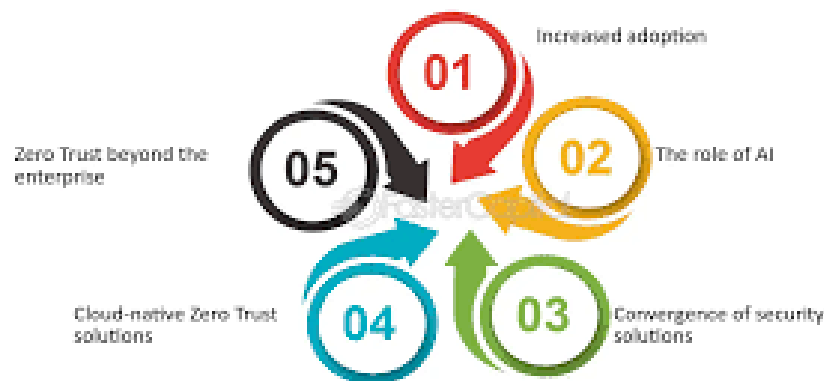 01
Increased adoption
02
The role of AI
03
Convergence of security
solutions
04
Cloud-native Zero Trust
solutions
05
Zero Trust beyond the
enterprise
FasterCapital